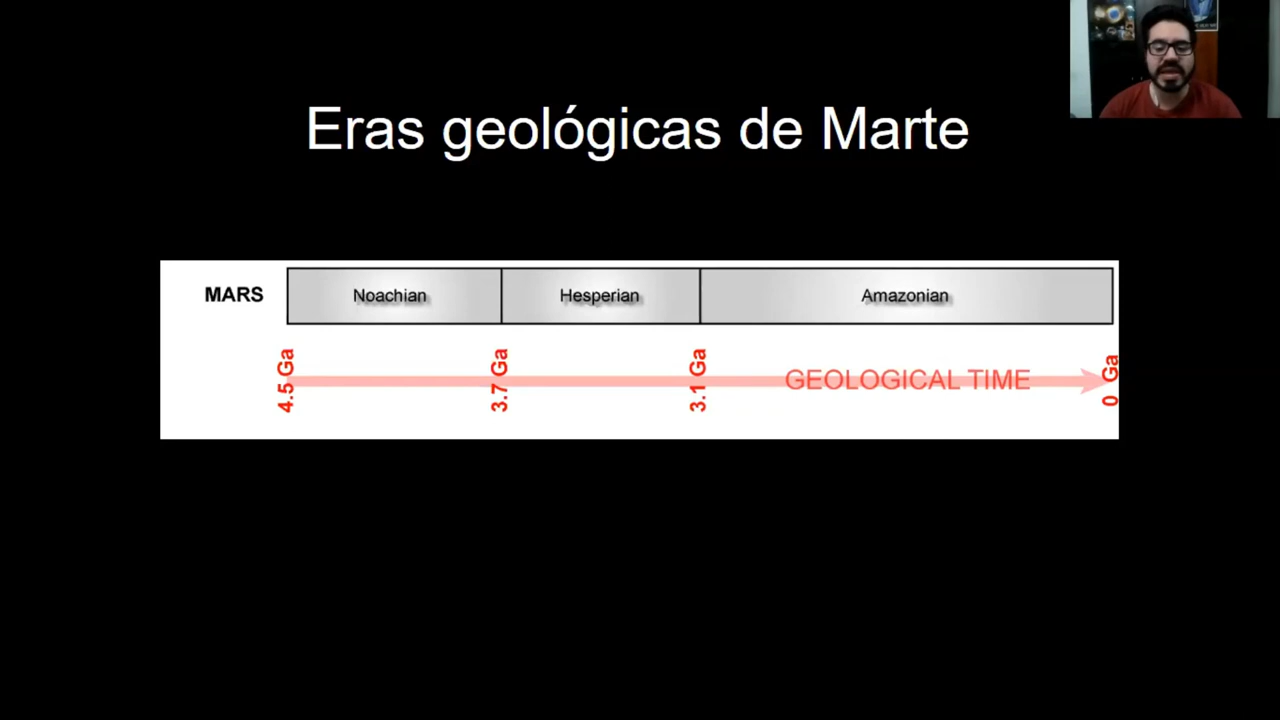 Eras geológicas de Marte
MARS
Noachian
Hesperian
Amazonian
4.5 Ga
3.7 Ga
3.1 Ga
GEOLOGICAL TIME
0 Ga